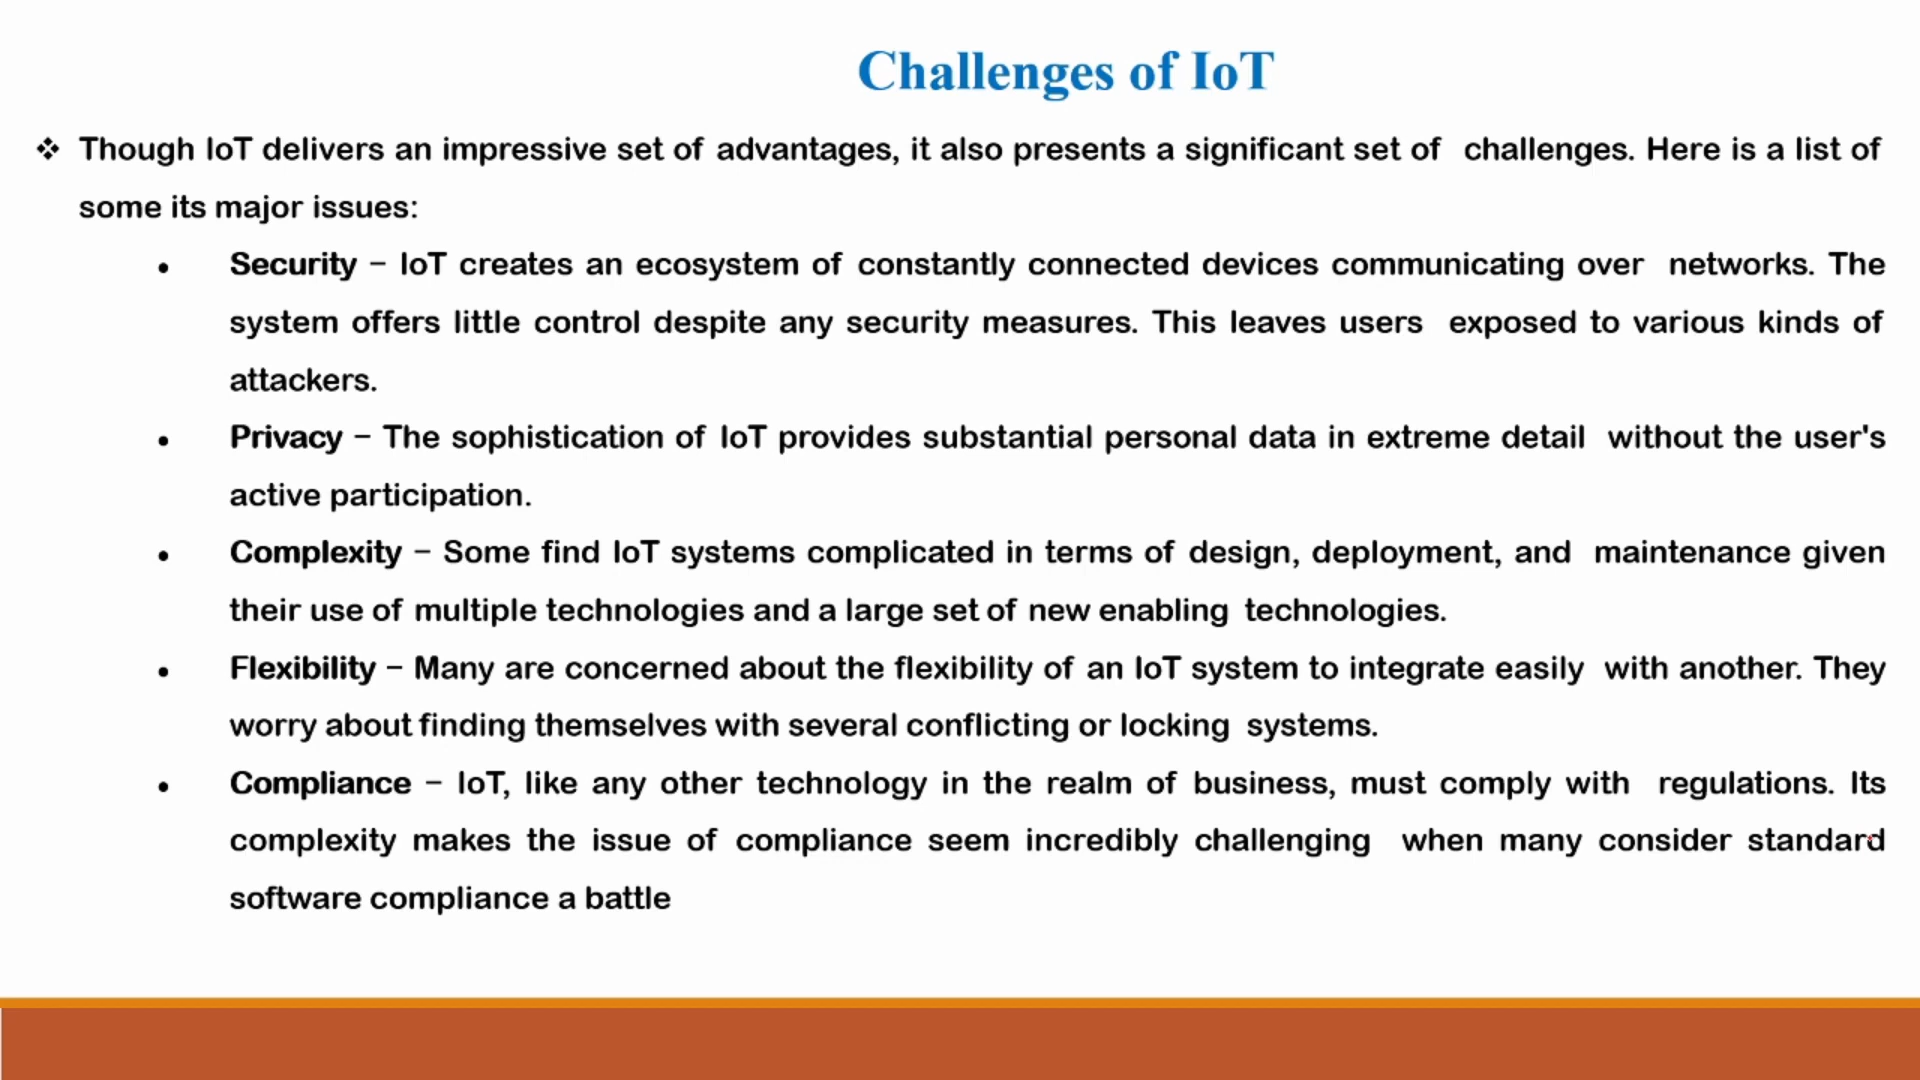 Challenges of IoT
❖ Though IoT delivers an impressive set of advantages, it also presents a significant set of challenges. Here is a list of
some its major issues:
• Security – IoT creates an ecosystem of constantly connected devices communicating over networks. The
system offers little control despite any security measures. This leaves users exposed to various kinds of
attackers.
• Privacy – The sophistication of IoT provides substantial personal data in extreme detail without the user's
active participation.
• Complexity – Some find IoT systems complicated in terms of design, deployment, and maintenance given
their use of multiple technologies and a large set of new enabling technologies.
• Flexibility – Many are concerned about the flexibility of an IoT system to integrate easily with another. They
worry about finding themselves with several conflicting or locking systems.
• Compliance – IoT, like any other technology in the realm of business, must comply with regulations. Its
complexity makes the issue of compliance seem incredibly challenging when many consider standard
software compliance a battle